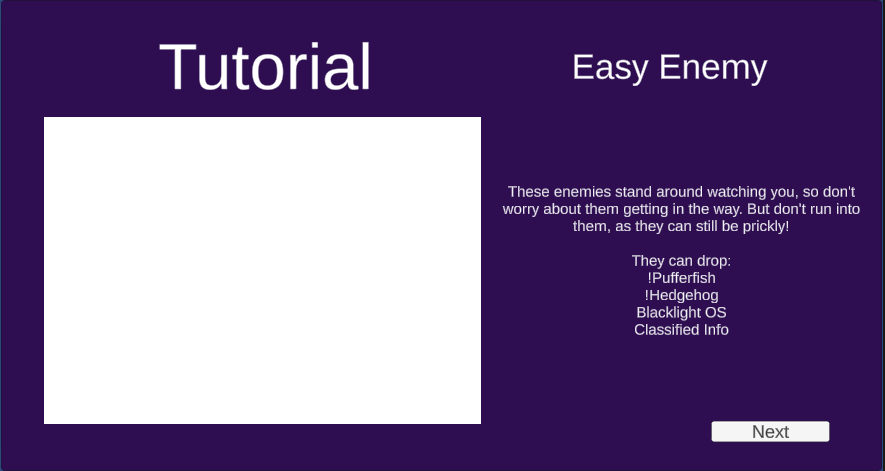 Tutorial
Easy Enemy
These enemies stand around watching you, so don't
worry about them getting in the way. But don't run into
them, as they can still be prickly!
They can drop:
!Pufferfish
!Hedgehog
Blacklight OS
Classified Info
Next